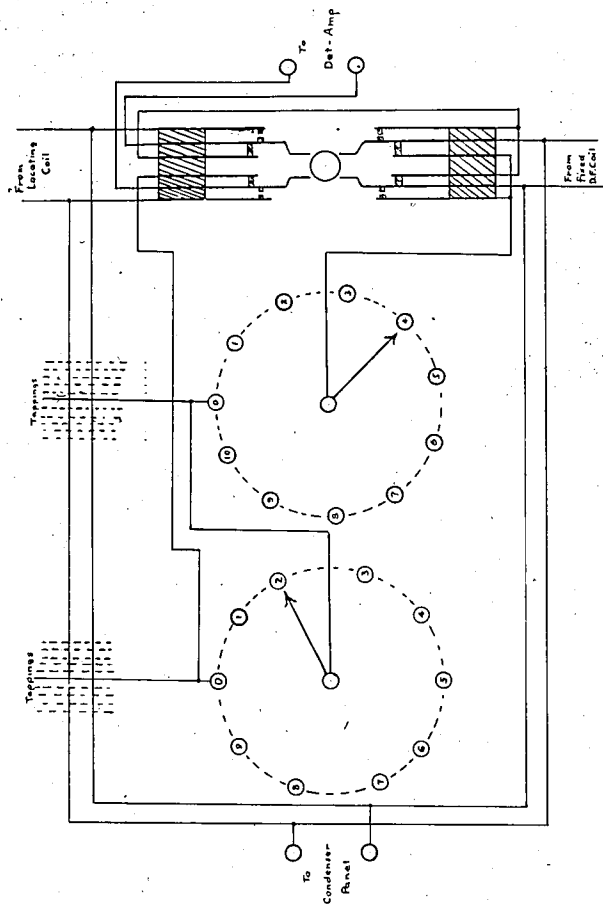 To
Condenser
Panel
Tappings
Tappings
0
1
2
3
4
5
6
7
8
9
0
1
2
3
4
5
6
7
8
9
10
From
Locating
Coil
From
Fixed
D.F. Coil
To
Det-Amp